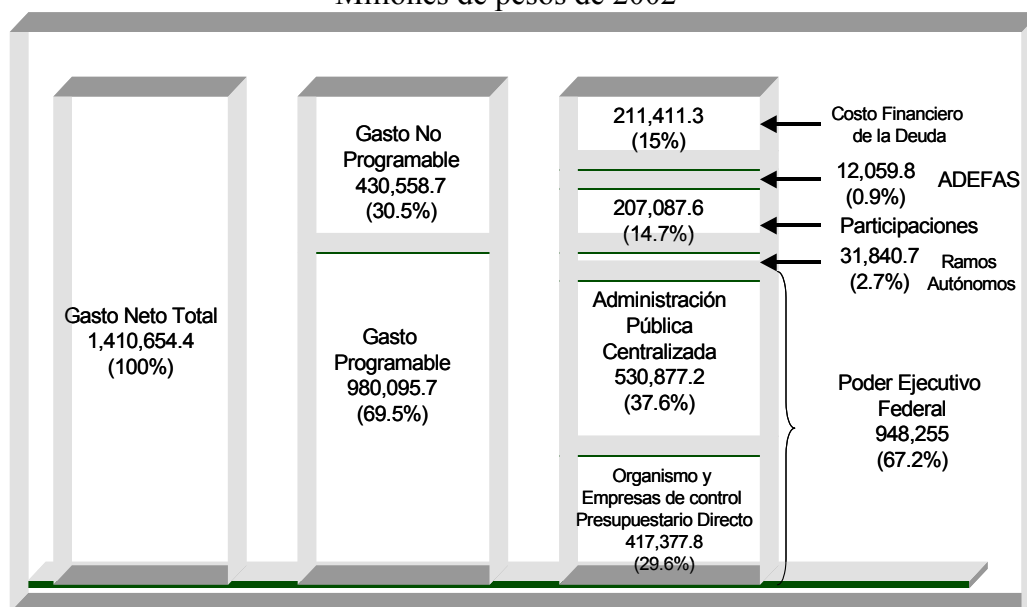 Millones de pesos de 2002
Gasto Neto Total
1,410,654.4
(100%)
Gasto No
Programable
430,558.7
(30.5%)
Gasto
Programable
980,095.7
(69.5%)
211,411.3
(15%)
207,087.6
(14.7%)
Administración
Pública
Centralizada
530,877.2
(37.6%)
Organismo y
Empresas de control
Presupuestario Directo
417,377.8
(29.6%)
Costo Financiero
de la Deuda
12,059.8 ADEFAS
(0.9%)
Participaciones
31,840.7 Ramos
(2.7%) Autónomos
Poder Ejecutivo
Federal
948,255
(67.2%)